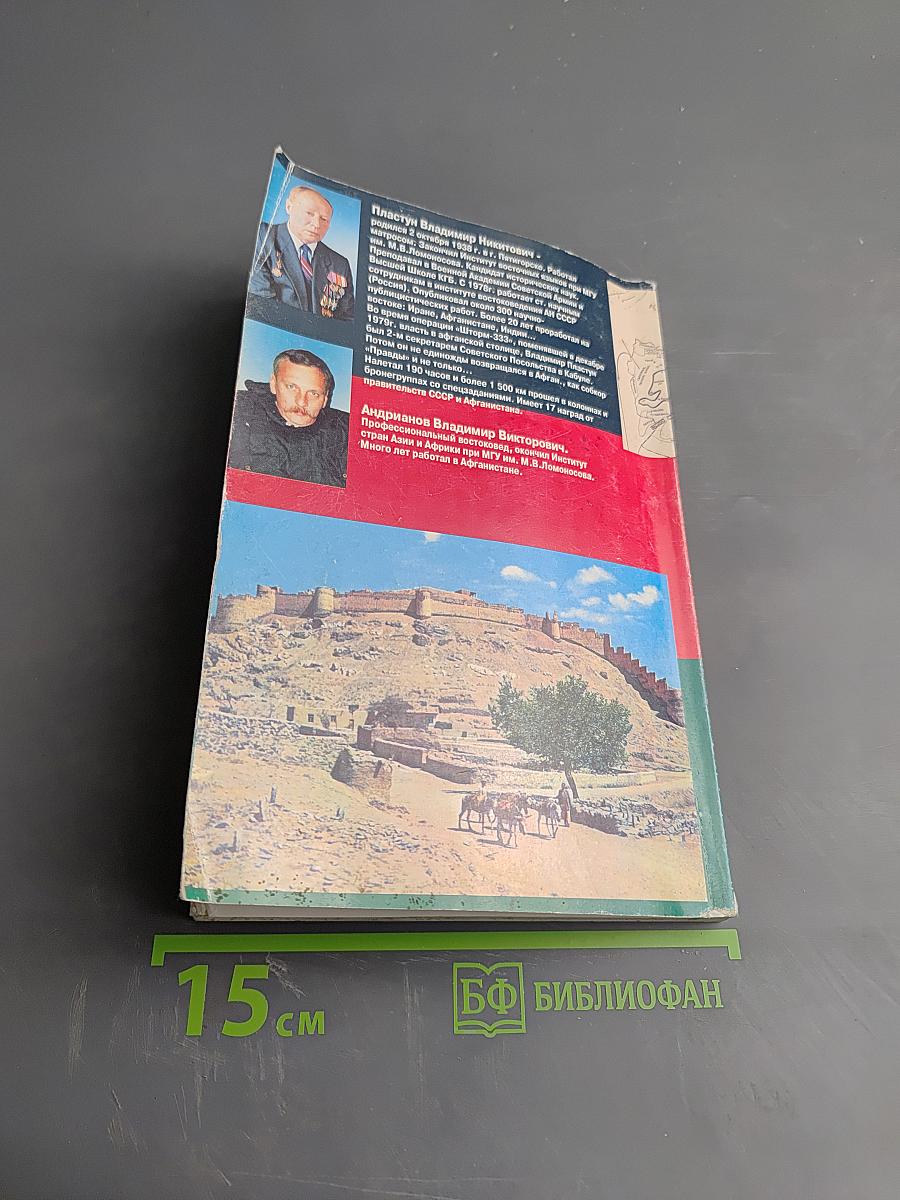 Пластун Владимир Никитович -
родился 2 октября 1938 г. в г. Пятигорске. Работал
матросом. Закончил Институт восточных языков при МГУ
им. М.В.Ломоносова. Кандидат исторических наук.
Преподавал в Военной Академии Советской Армии и
Высшей Школе КГБ. С 1978г. работает ст. научным
сотрудникам в институте востоковедения АН СССР
(Россия), Опубликовал около 300 научно-
публицистических работ. Более 20 лет проработал на
востоке: Иране, Афганистане, Индии...
Во время операции «Шторм-333», поменявшей в декабре
1979г. власть в афганской столице, Владимир Пластун
был 2-м секретарем Советского Посольства в Кабуле.
Потом он не единожды возвращался в Афган., как собкор
«Правды» и не только...
Налетал 190 часов и более 1 500 км прошел в колоннах и
бронегруппах со спецзаданиями. Имеет 17 наград от
правительств СССР и Афганистана.
Андрианов Владимир Викторович.
Профессиональный востоковед, окончил Институт
стран Азии и Африки при МГУ им. М.В.Ломоносова.
Много лет работал в Афганистане.
15 см
БФ БИБЛИОФАН